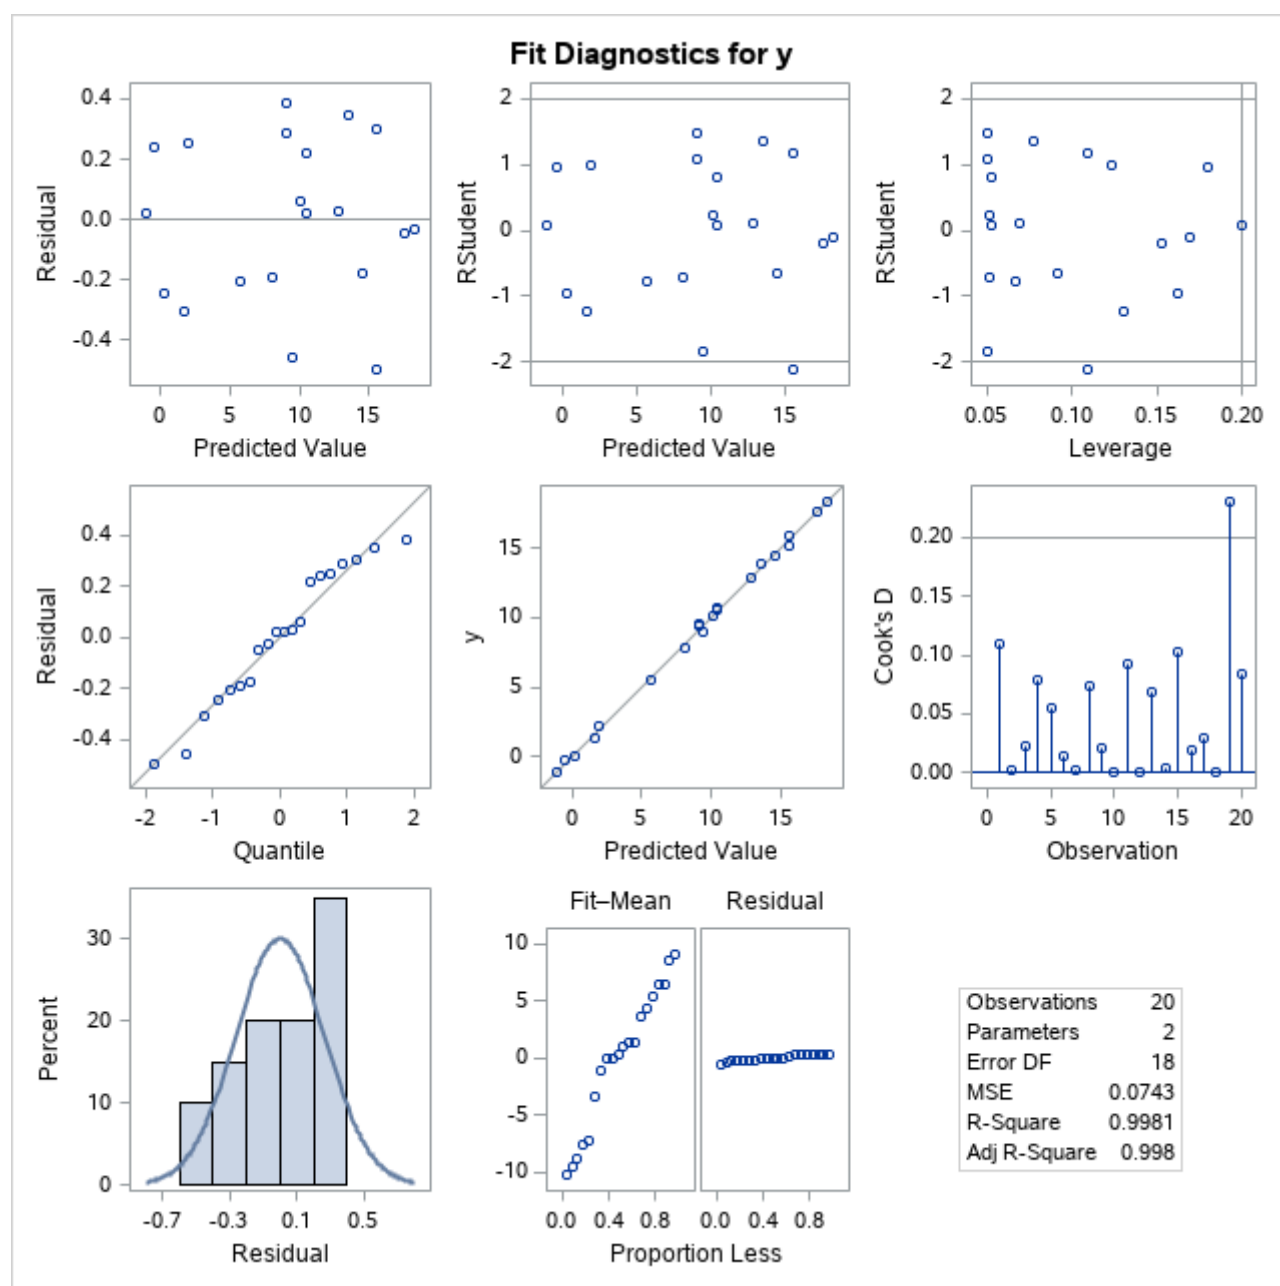 Fit Diagnostics for y
0.4
0.2
0.0
-0.2
-0.4
Residual
0 5 10 15
Predicted Value
2
1
0
-1
-2
RStudent
0 5 10 15
Predicted Value
2
1
0
-1
-2
RStudent
0.05 0.10 0.15 0.20
Leverage
0.4
0.2
0.0
-0.2
-0.4
Residual
-2 -1 0 1 2
Quantile
15
10
5
0
y
0 5 10 15
Predicted Value
0.20
0.15
0.10
0.05
0.00
Cook's D
0 5 10 15 20
Observation
30
20
10
0
Percent
-0.7 -0.3 0.1 0.5
Residual
Fit–Mean Residual
10
5
0
-5
-10
0.0 0.4 0.8 0.0 0.4 0.8
Proportion Less
Observations 20
Parameters 2
Error DF 18
MSE 0.0743
R-Square 0.9981
Adj R-Square 0.998